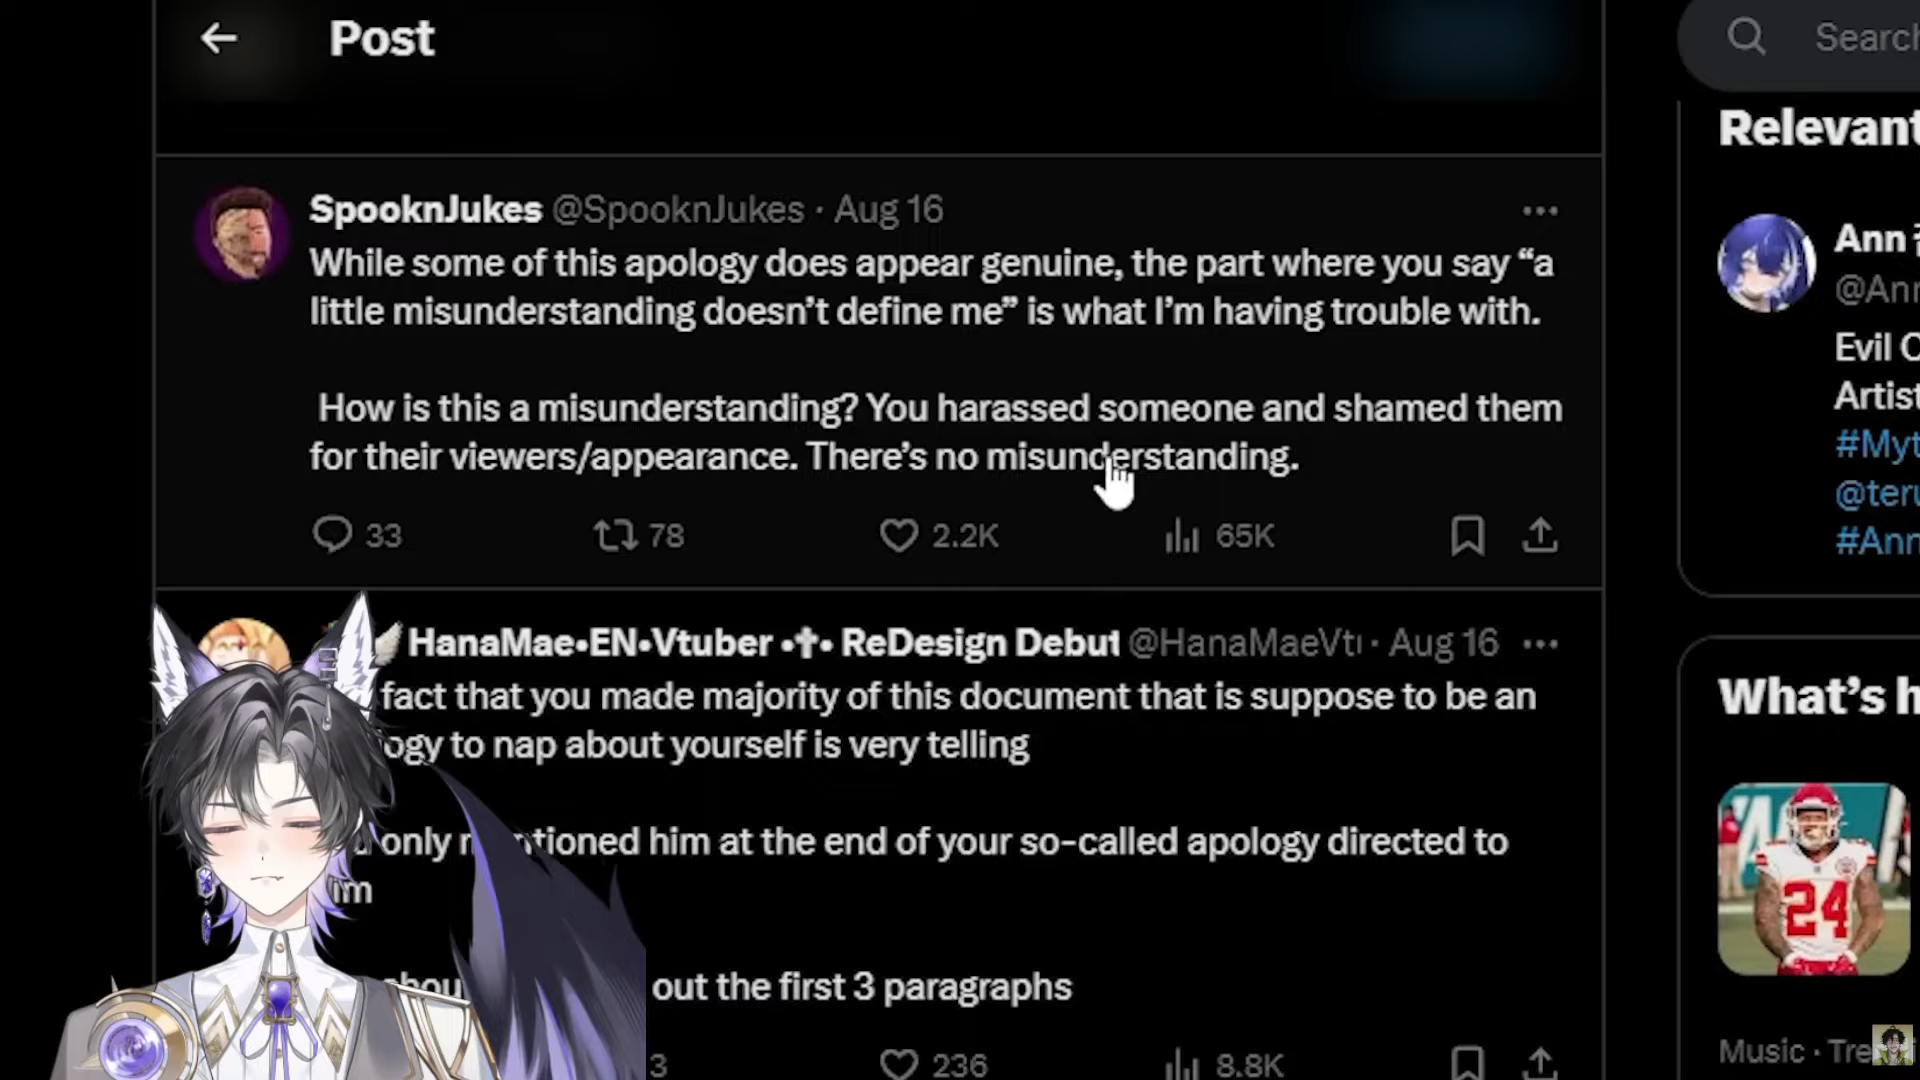 Post
Search
SpooknJukes @SpooknJukes · Aug 16
While some of this apology does appear genuine, the part where you say “a
little misunderstanding doesn’t define me” is what I’m having trouble with.
How is this a misunderstanding? You harassed someone and shamed them
for their viewers/appearance. There’s no misunderstanding.
33 78 2.2K 65K
HanaMae•EN•Vtuber •✝• ReDesign Debut @HanaMaeVtu · Aug 16
fact that you made majority of this document that is suppose to be an
to nap about yourself is very telling
only mentioned him at the end of your so-called apology directed to
out the first 3 paragraphs
3 236 8.8K
Relevant
Ann
@Ann
Evil
Artist
#Myt
@teru
#Ann
What’s h
24
Music ·